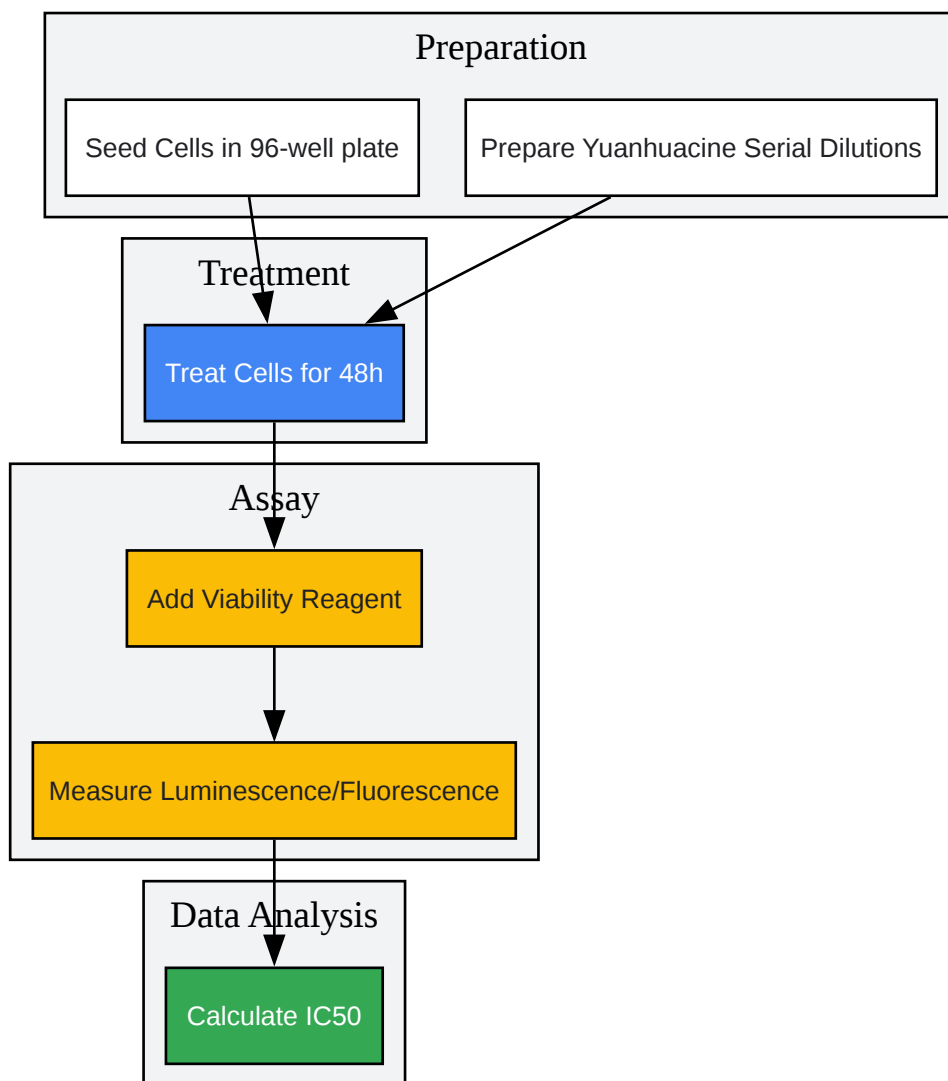 Preparation
Seed Cells in 96-well plate
Prepare Yuanhuacine Serial Dilutions
Treatment
Treat Cells for 48h
Assay
Add Viability Reagent
Measure Luminescence/Fluorescence
Data Analysis
Calculate IC50